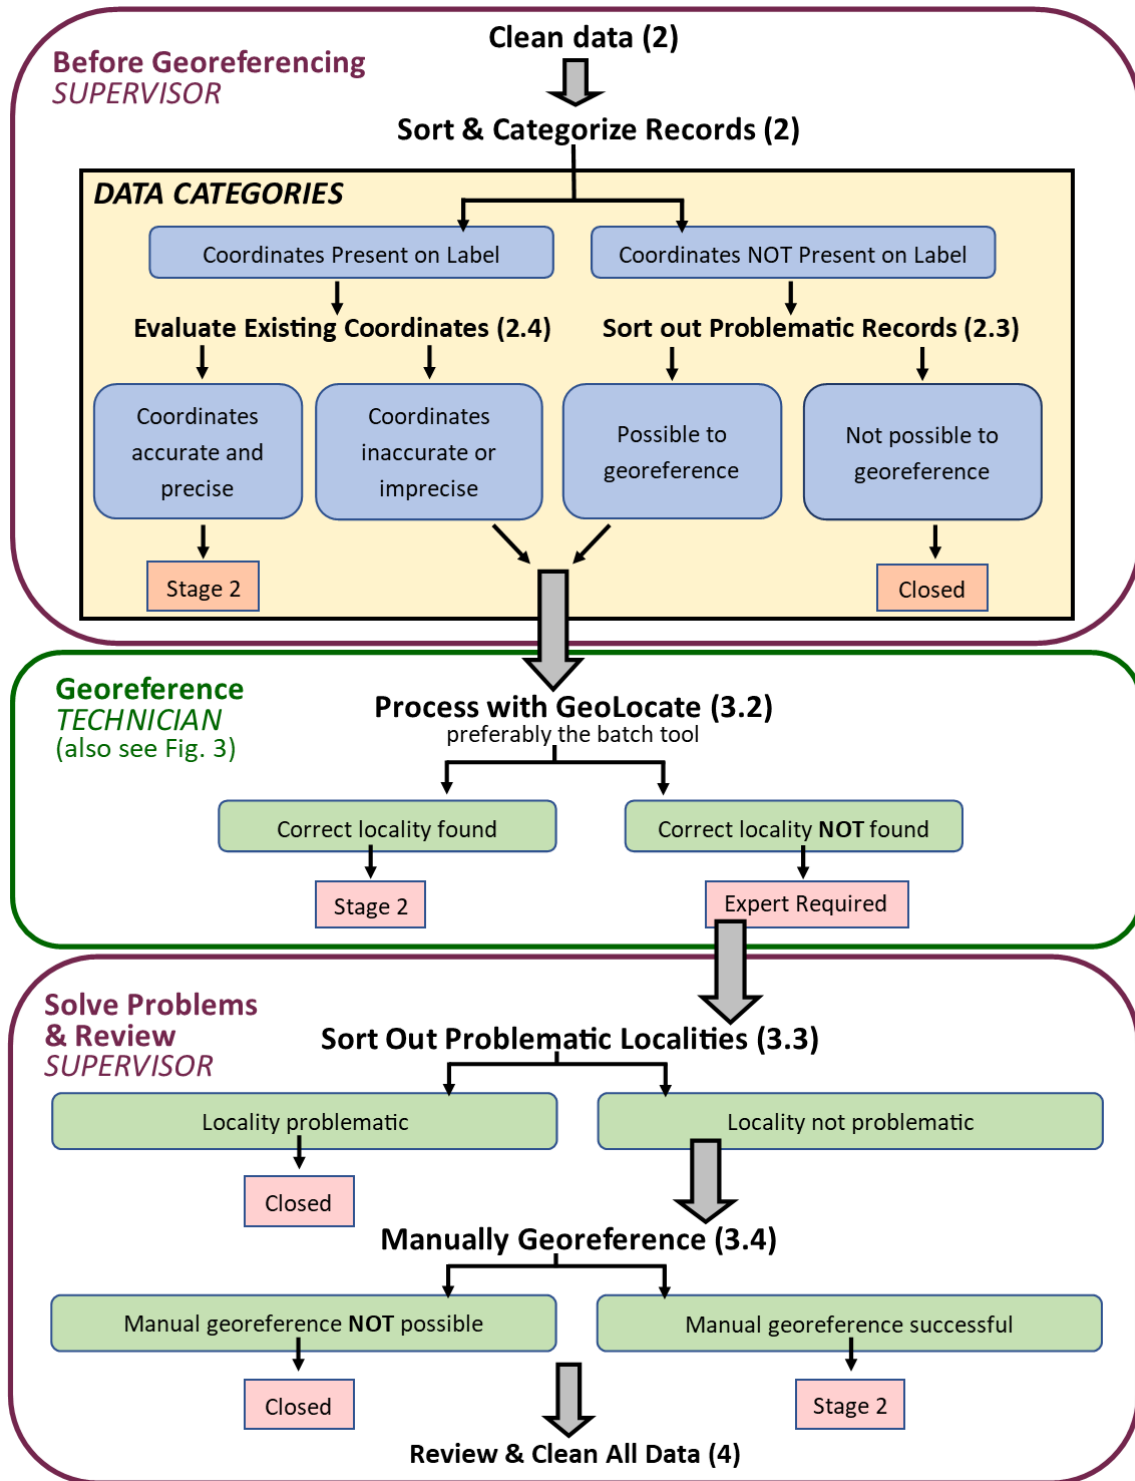 Clean data (2)
Before Georeferencing
SUPERVISOR
Sort & Categorize Records (2)
DATA CATEGORIES
Coordinates Present on Label
Coordinates NOT Present on Label
Evaluate Existing Coordinates (2.4)
Sort out Problematic Records (2.3)
Coordinates
accurate and
precise
Coordinates
inaccurate or
imprecise
Possible to
georeference
Not possible to
georeference
Stage 2
Closed
Georeference
TECHNICIAN
(also see Fig. 3)
Process with GeoLocate (3.2)
preferably the batch tool
Correct locality found
Correct locality NOT found
Stage 2
Expert Required
Solve Problems
& Review
SUPERVISOR
Sort Out Problematic Localities (3.3)
Locality problematic
Locality not problematic
Closed
Manually Georeference (3.4)
Manual georeference NOT possible
Manual georeference successful
Closed
Stage 2
Review & Clean All Data (4)